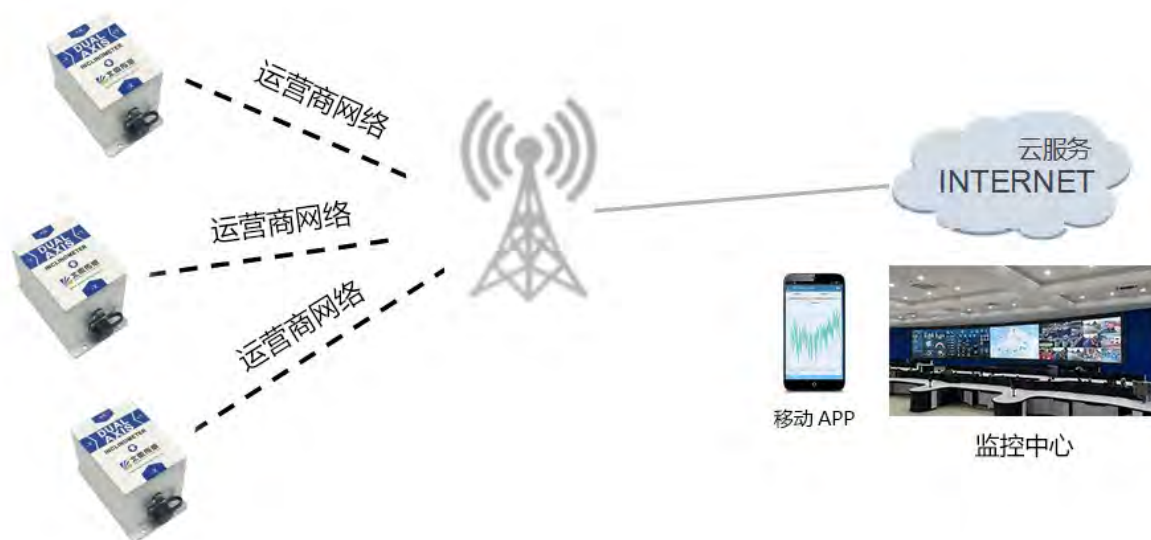 DUAL
AXIS
INCLINOMETER
运营商网络
DUAL
AXIS
INCLINOMETER
运营商网络
DUAL
AXIS
INCLINOMETER
运营商网络
云服务
INTERNET
移动 APP
监控中心